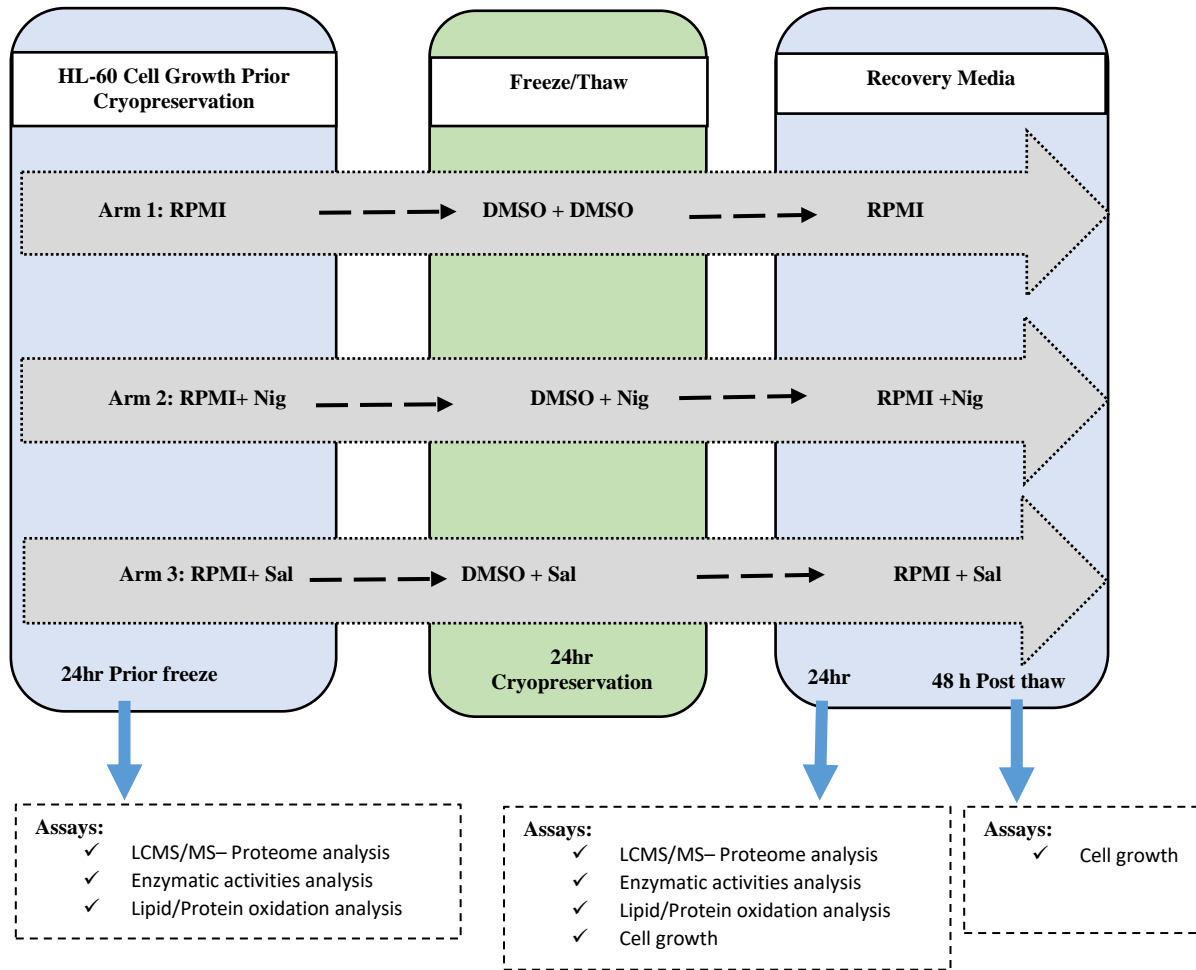 HL-60 Cell Growth Prior
Cryopreservation
Freeze/Thaw
Recovery Media
Arm 1: RPMI
DMSO + DMSO
RPMI
Arm 2: RPMI+ Nig
DMSO + Nig
RPMI +Nig
Arm 3: RPMI+ Sal
DMSO + Sal
RPMI + Sal
24hr Prior freeze
24hr
Cryopreservation
24hr
48 h Post thaw
Assays:
✓ LCMS/MS– Proteome analysis
✓ Enzymatic activities analysis
✓ Lipid/Protein oxidation analysis
Assays:
✓ LCMS/MS– Proteome analysis
✓ Enzymatic activities analysis
✓ Lipid/Protein oxidation analysis
✓ Cell growth
Assays:
✓ Cell growth